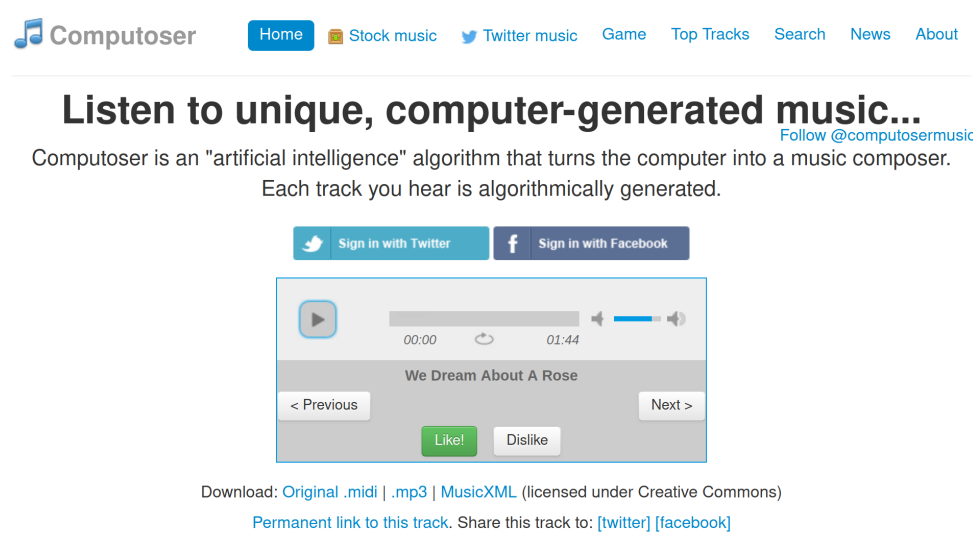 Computoser Home Stock music Twitter music Game Top Tracks Search News About
Listen to unique, computer-generated music...
Follow @computosermusic
Computoser is an "artificial intelligence" algorithm that turns the computer into a music composer.
Each track you hear is algorithmically generated.
Sign in with Twitter Sign in with Facebook
00:00 01:44
We Dream About A Rose
< Previous Next >
Like! Dislike
Download: Original .midi | .mp3 | MusicXML (licensed under Creative Commons)
Permanent link to this track. Share this track to: [twitter] [facebook]